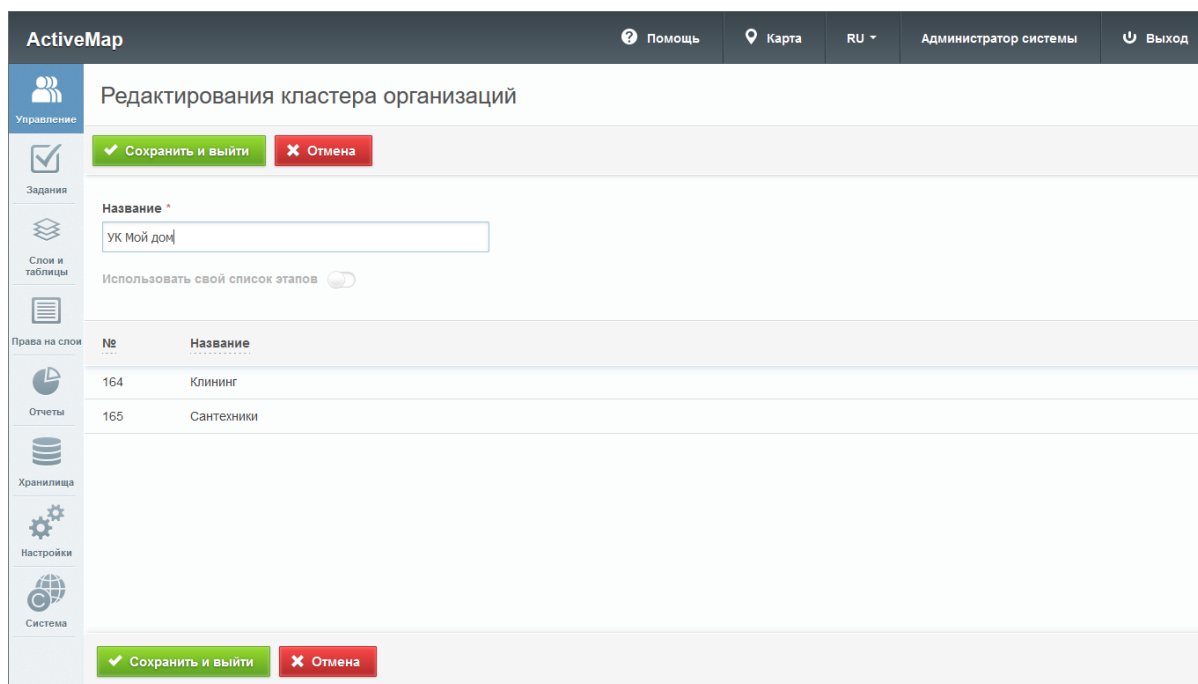 ActiveMap
Помощь
Карта
RU
Администратор системы
Выход
Управление
Задания
Слои и
таблицы
Права на слои
Отчеты
Хранилища
Настройки
Система
Редактирования кластера организаций
Сохранить и выйти
Отмена
Название *
УК Мой дом
Использовать свой список этапов
№ Название
164 Клининг
165 Сантехники
Сохранить и выйти
Отмена